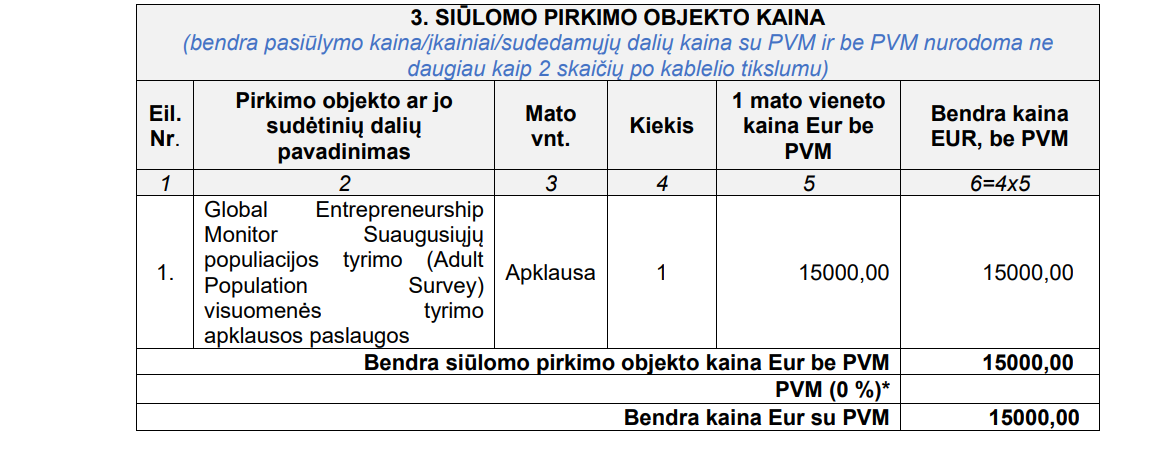 3. SIŪLOMO PIRKIMO OBJEKTO KAINA
(bendra pasiūlymo kaina/įkainiai/sudedamųjų dalių kaina su PVM ir be PVM nurodoma ne
daugiau kaip 2 skaičių po kablelio tikslumu)
Eil.
Nr.
Pirkimo objekto ar jo
sudėtinių dalių
pavadinimas
Mato
vnt.
Kiekis
1 mato vieneto
kaina Eur be
PVM
Bendra kaina
EUR, be PVM
1 2 3 4 5 6=4x5
1.
Global Entrepreneurship
Monitor Suaugusiųjų
populiacijos tyrimo (Adult
Population Survey)
visuomenės tyrimo
apklausos paslaugos
Apklausa
1
15000,00
15000,00
Bendra siūlomo pirkimo objekto kaina Eur be PVM 15000,00
PVM (0 %)*
Bendra kaina Eur su PVM 15000,00